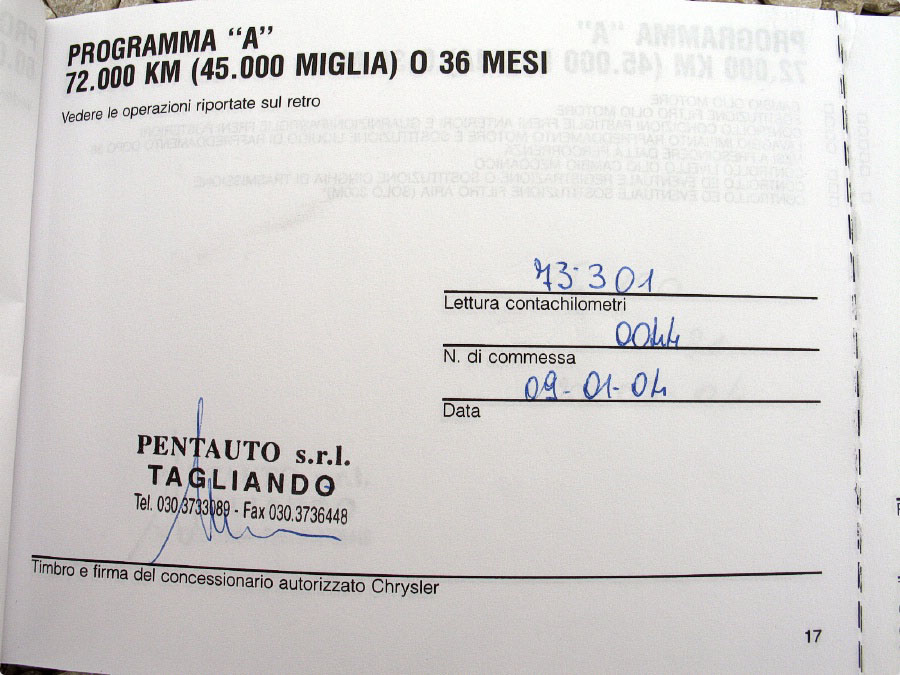 PROGRAMMA “A”
72.000 KM (45.000 MIGLIA) O 36 MESI
Vedere le operazioni riportate sul retro
73.301
Lettura contachilometri
0044
N. di commessa
09-01-04
Data
PENTAUTO s.r.l.
TAGLIANDO
Tel. 030.3733089 - Fax 030.3736448
Timbro e firma del concessionario autorizzato Chrysler
17